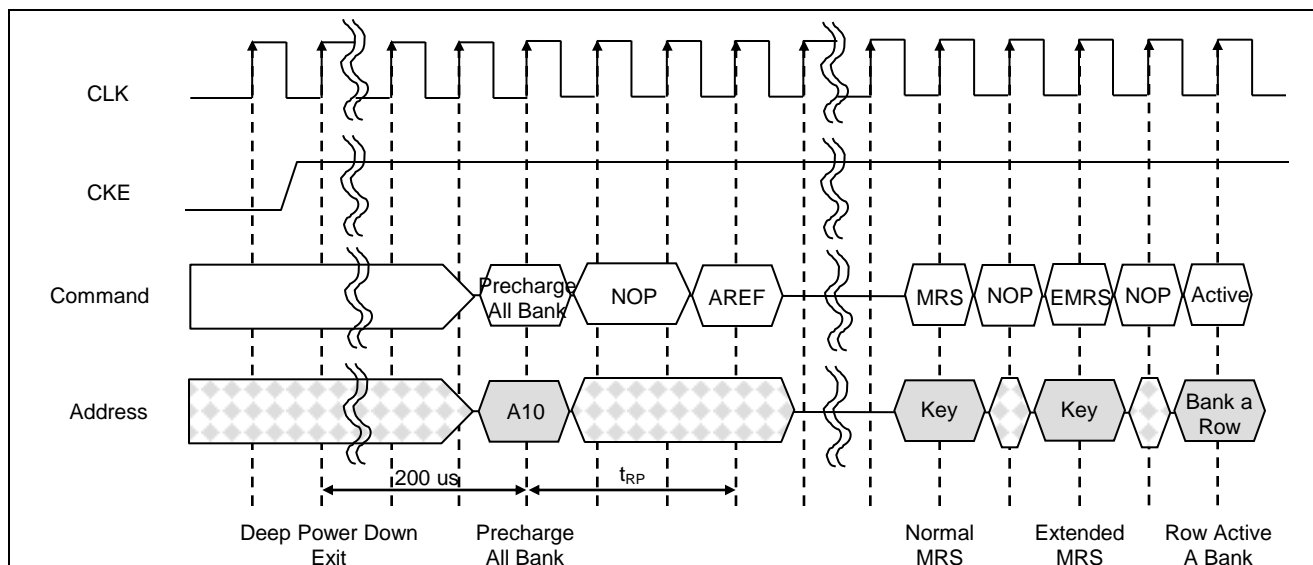 CLK
CKE
Command
Precharge
All Bank
NOP
AREF
MRS
NOP
EMRS
NOP
Active
Address
A10
Key
Key
Bank a
Row
200 us
tRP
Deep Power Down
Exit
Precharge
All Bank
Normal
MRS
Extended
MRS
Row Active
A Bank